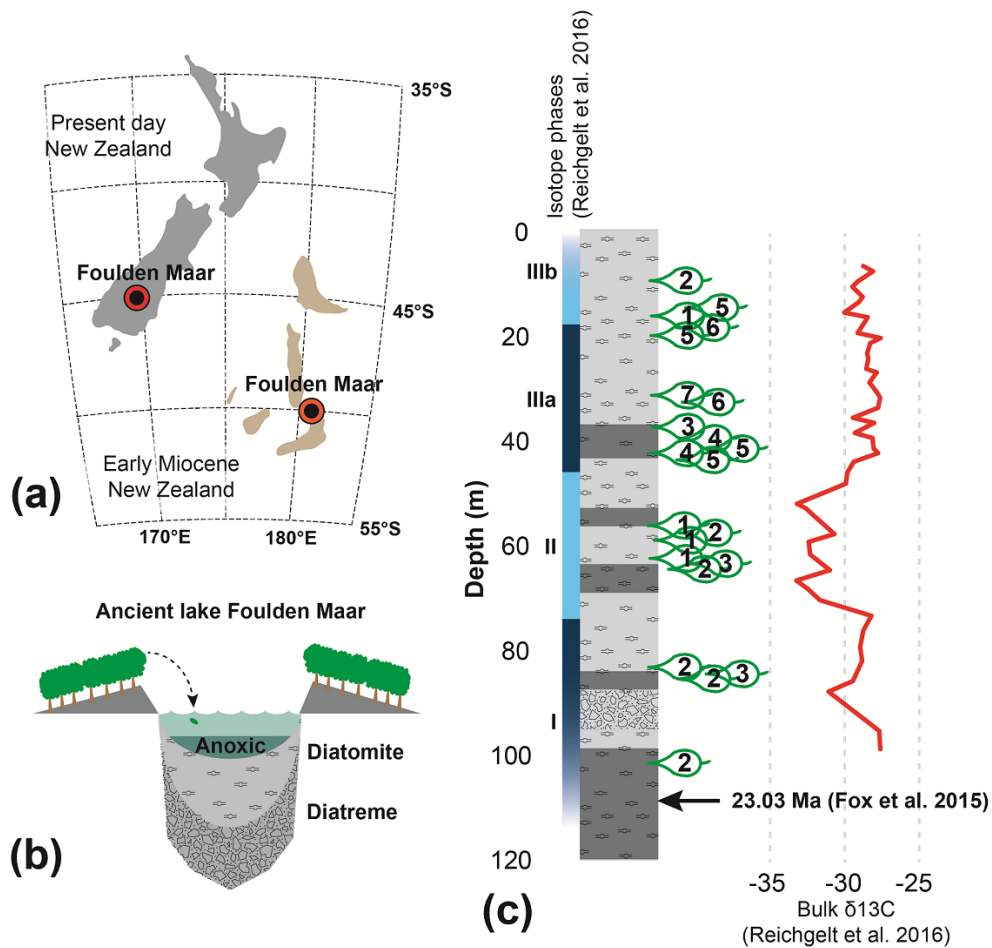 35°S
Present day
New Zealand
Foulden Maar
45°S
Foulden Maar
Early Miocene
New Zealand
(a)
55°S
170°E
180°E
Ancient lake Foulden Maar
Anoxic
Diatomite
Diatreme
(b)
Isotope phases
(Reichgelt et al. 2016)
Depth (m)
0
20
40
60
80
100
120
IIIb
IIIa
II
I
2
5
1
6
5
7
6
3
4
5
4
5
1
2
1
1
3
2
2
2
3
2
23.03 Ma (Fox et al. 2015)
(c)
-35
-30
-25
Bulk δ13C
(Reichgelt et al. 2016)